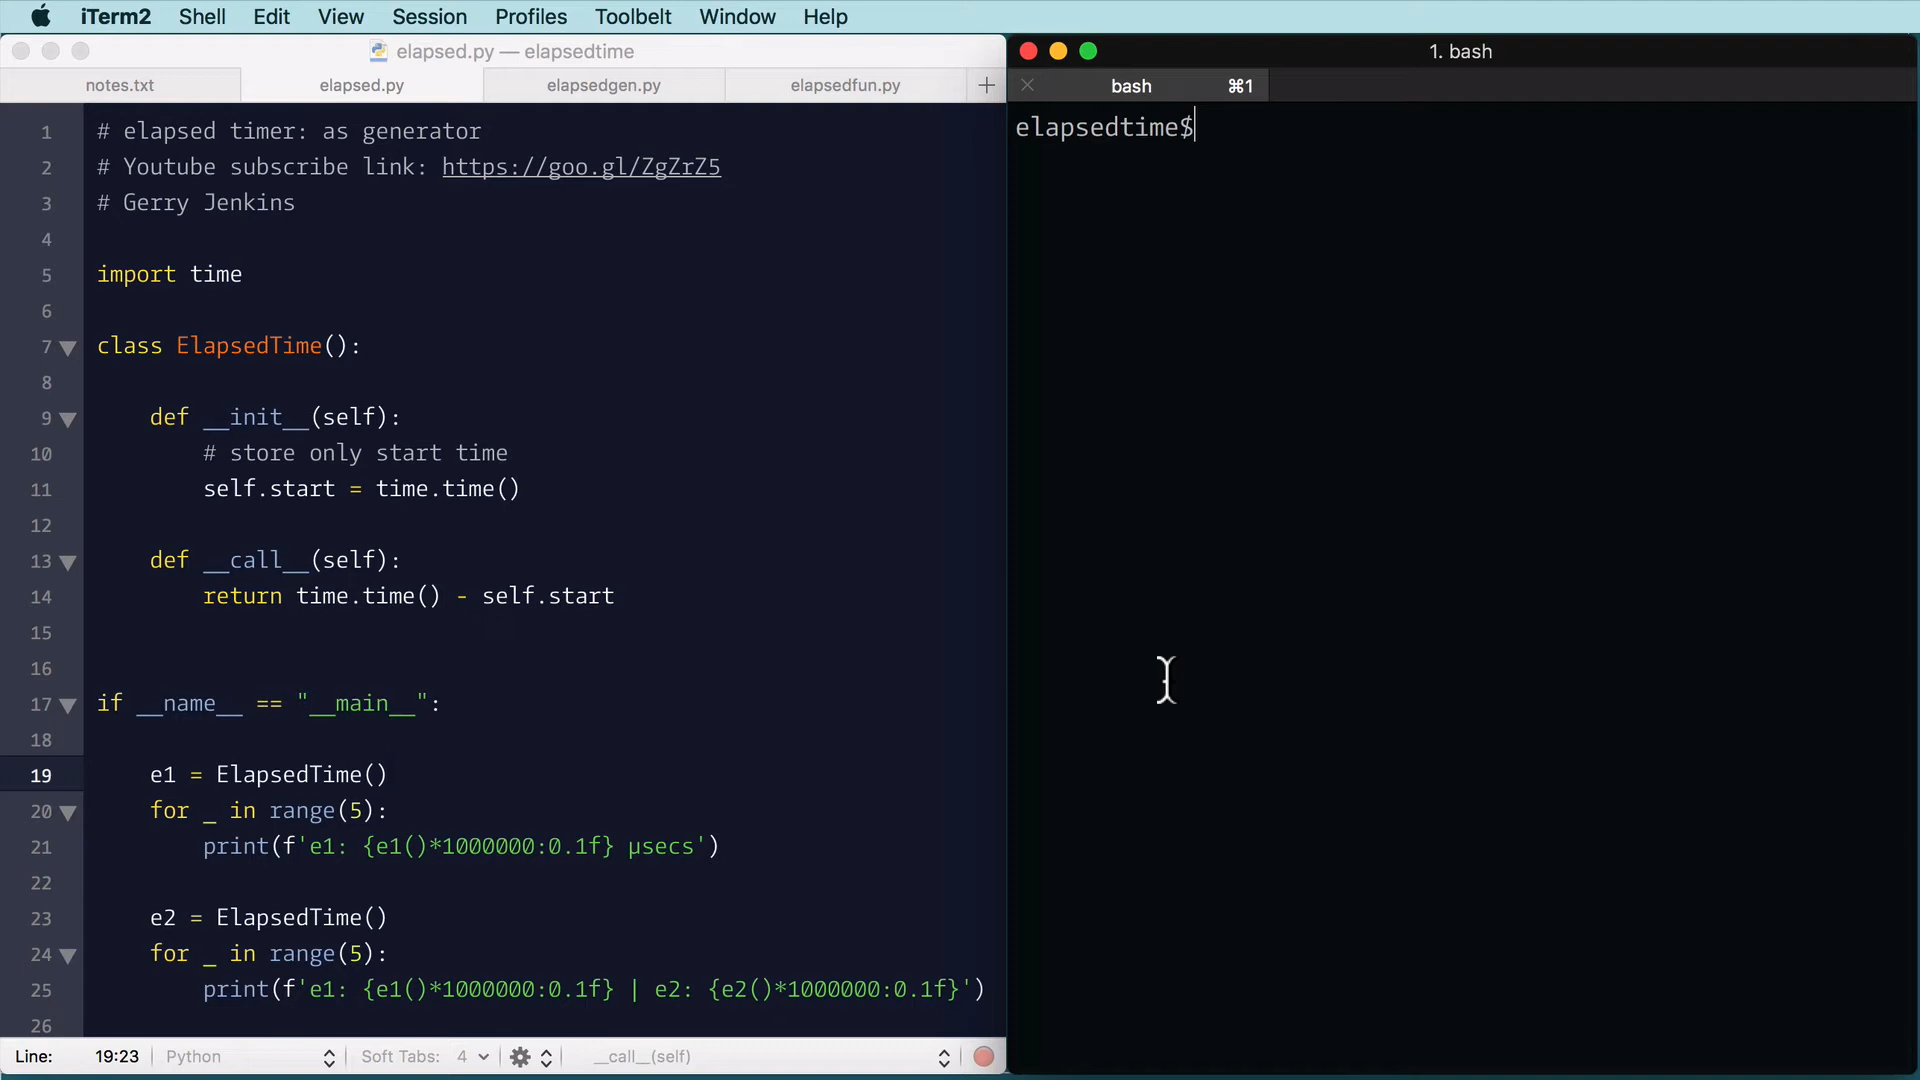 iTerm2 Shell Edit View Session Profiles Toolbelt Window Help
elapsed.py — elapsedtime
notes.txt elapsed.py elapsedgen.py elapsedfun.py +
1 # elapsed timer: as generator
2 # Youtube subscribe link: https://goo.gl/ZgZrZ5
3 # Gerry Jenkins
4
5 import time
6
7 class ElapsedTime():
8
9     def __init__(self):
10         # store only start time
11         self.start = time.time()
12
13     def __call__(self):
14         return time.time() - self.start
15
16
17 if __name__ == "__main__":
18
19     e1 = ElapsedTime()
20     for _ in range(5):
21         print(f'e1: {e1()*1000000:0.1f} µsecs')
22
23     e2 = ElapsedTime()
24     for _ in range(5):
25         print(f'e1: {e1()*1000000:0.1f} | e2: {e2()*1000000:0.1f}')
26
Line: 19:23 Python Soft Tabs: 4 __call__(self)
1. bash
bash ⌘1
elapsedtime$